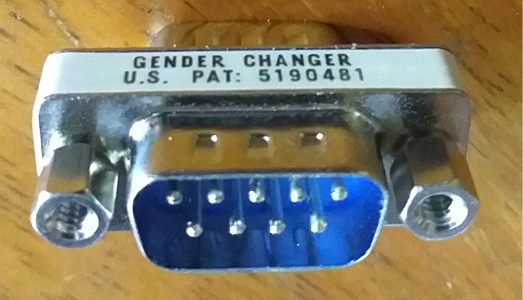 GENDER CHANGER
U.S. PAT: 5190481